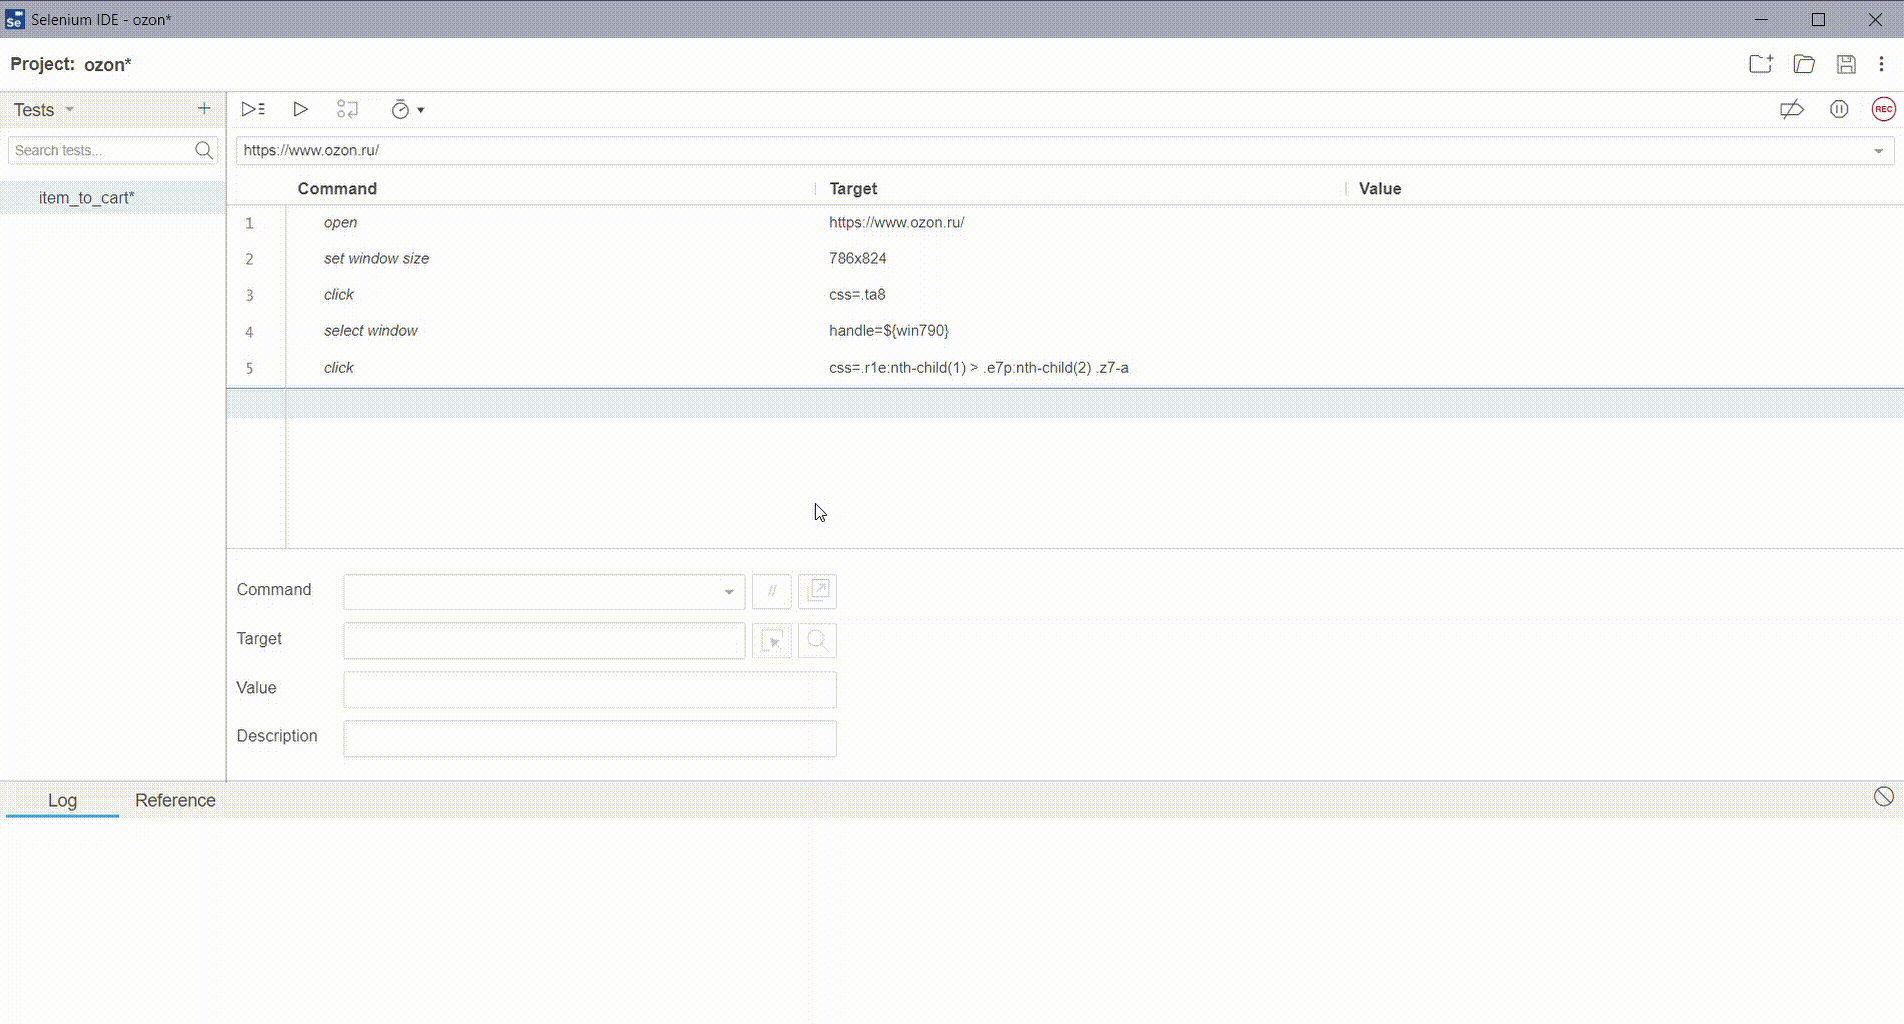 Se Selenium IDE - ozon*
Project: ozon*
Tests
REC
Search tests...
https://www.ozon.ru/
item_to_cart*
Command Target Value
1 open https://www.ozon.ru/
2 set window size 786x824
3 click css=.ta8
4 select window handle=${win790}
5 click css=.r1e:nth-child(1) > .e7p:nth-child(2) .z7-a
Command //
Target
Value
Description
Log Reference